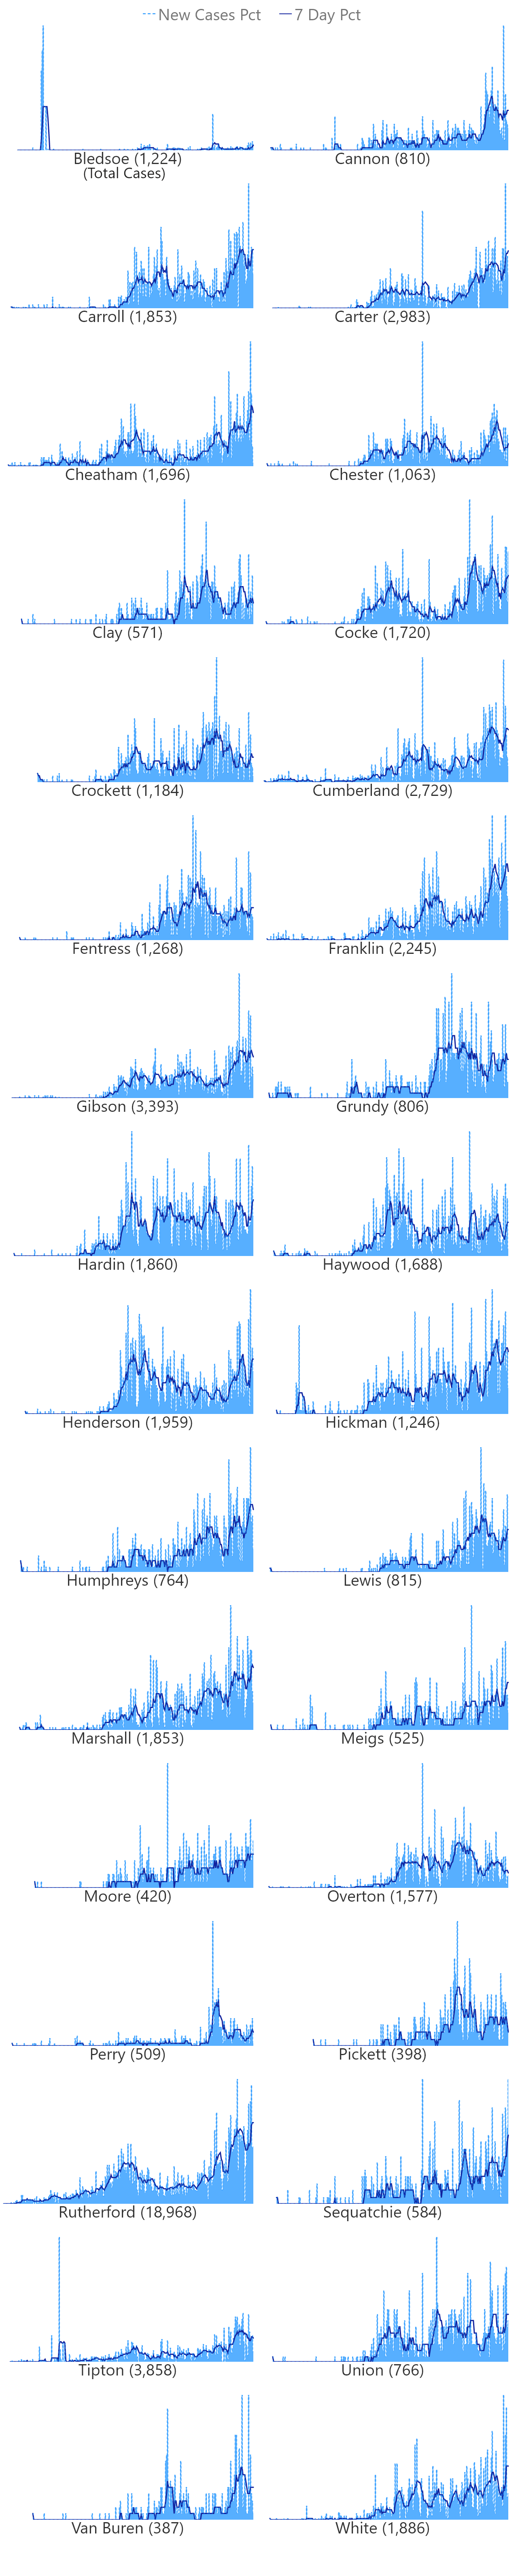 New Cases Pct 7 Day Pct
Bledsoe (1,224) Cannon (810)
(Total Cases)
Carroll (1,853) Carter (2,983)
Cheatham (1,696) Chester (1,063)
Clay (571) Cocke (1,720)
Crockett (1,184) Cumberland (2,729)
Fentress (1,268) Franklin (2,245)
Gibson (3,393) Grundy (806)
Hardin (1,860) Haywood (1,688)
Henderson (1,959) Hickman (1,246)
Humphreys (764) Lewis (815)
Marshall (1,853) Meigs (525)
Moore (420) Overton (1,577)
Perry (509) Pickett (398)
Rutherford (18,968) Sequatchie (584)
Tipton (3,858) Union (766)
Van Buren (387) White (1,886)